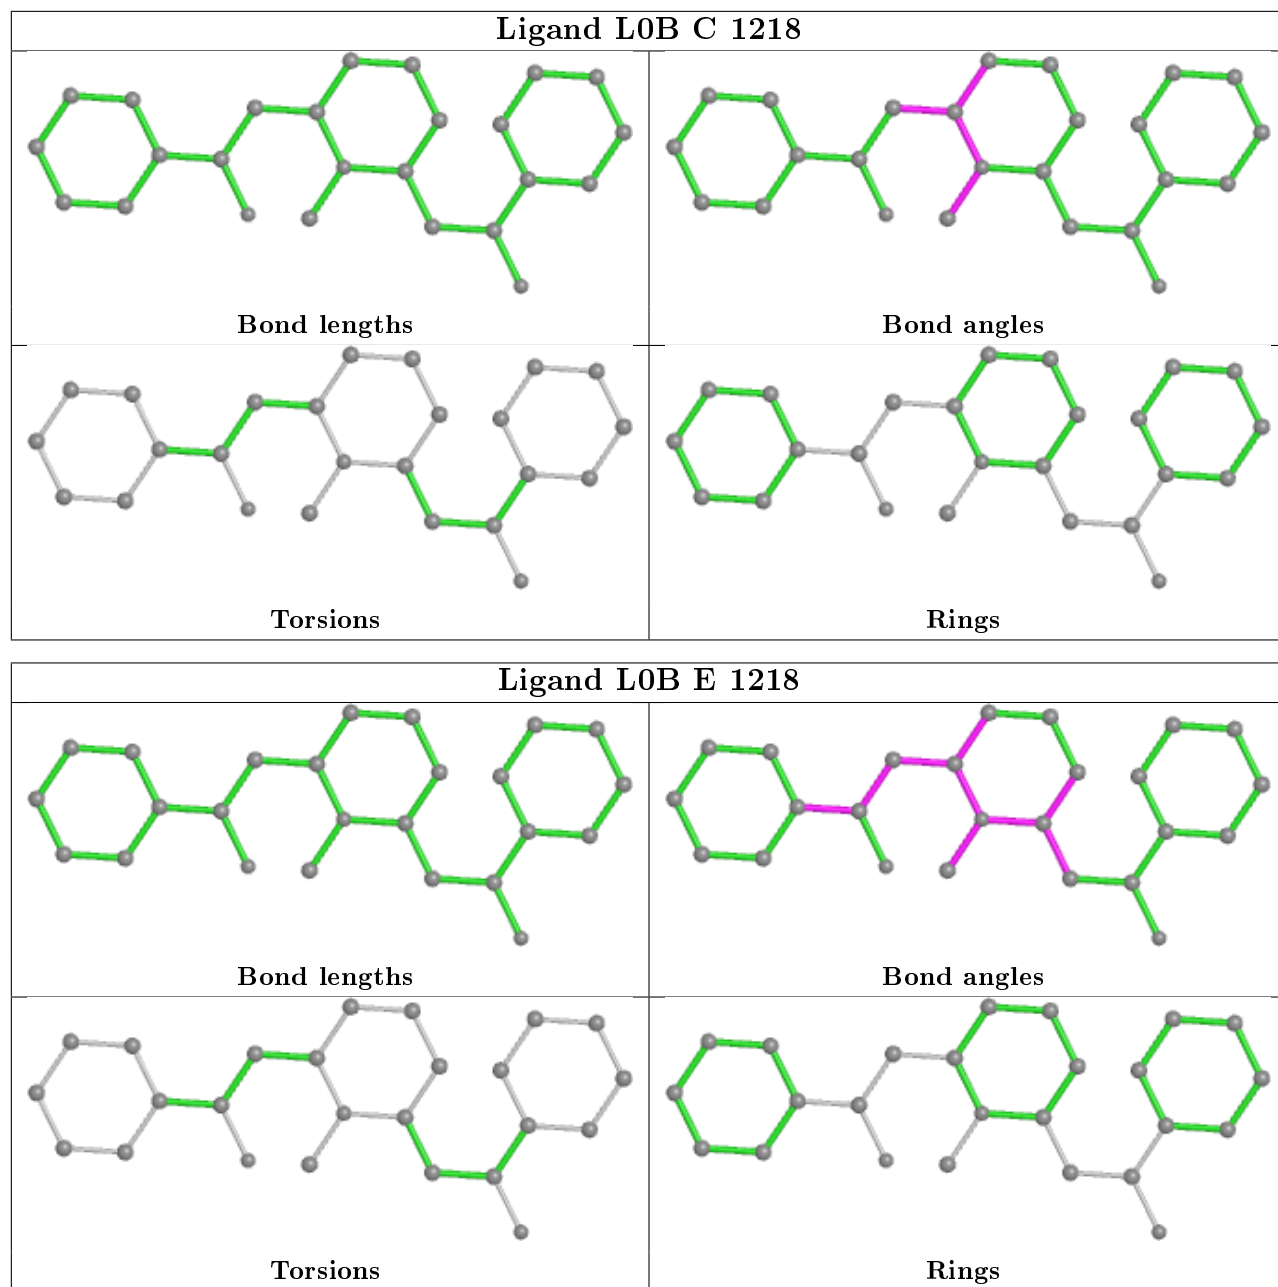 Ligand L0B C 1218
Bond lengths
Bond angles
Torsions
Rings
Ligand L0B E 1218
Bond lengths
Bond angles
Torsions
Rings